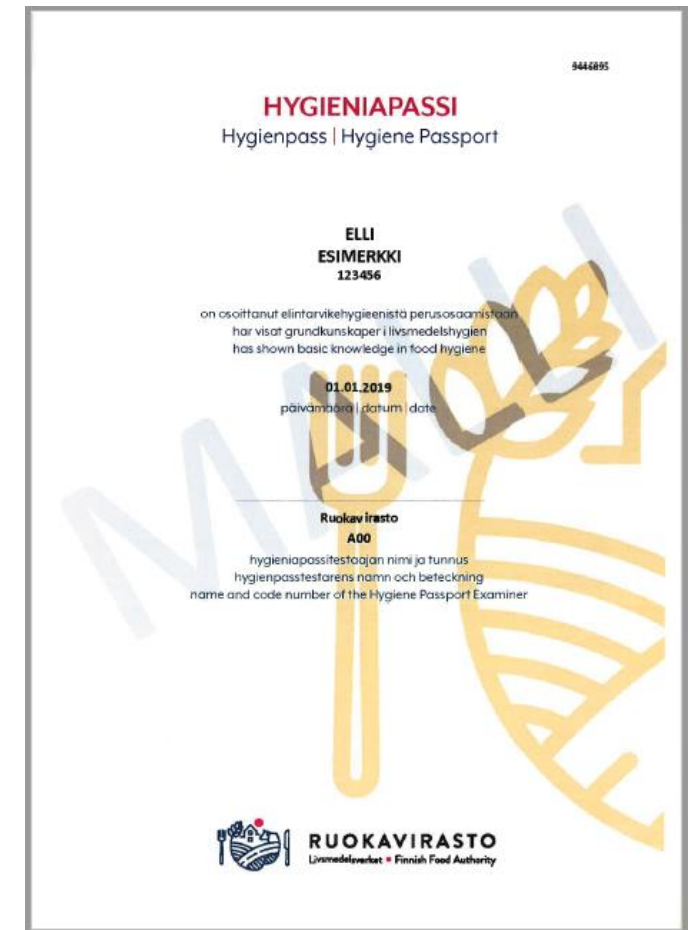 9446895
HYGIENIAPASSI
Hygienpass | Hygiene Passport
ELLI
ESIMERKKI
123456
on osoittanut elintarvikehygieenistä perusosaamistaan
har visat grundkunskaper i livsmedelshygien
has shown basic knowledge in food hygiene
01.01.2019
päivämäärä | datum | date
MALLI
Ruokavirasto
A00
hygieniapassitestaajan nimi ja tunnus
hygienpasstestarens namn och beteckning
name and code number of the Hygiene Passport Examiner
RUOKAVIRASTO
Livsmedelsverket • Finnish Food Authority